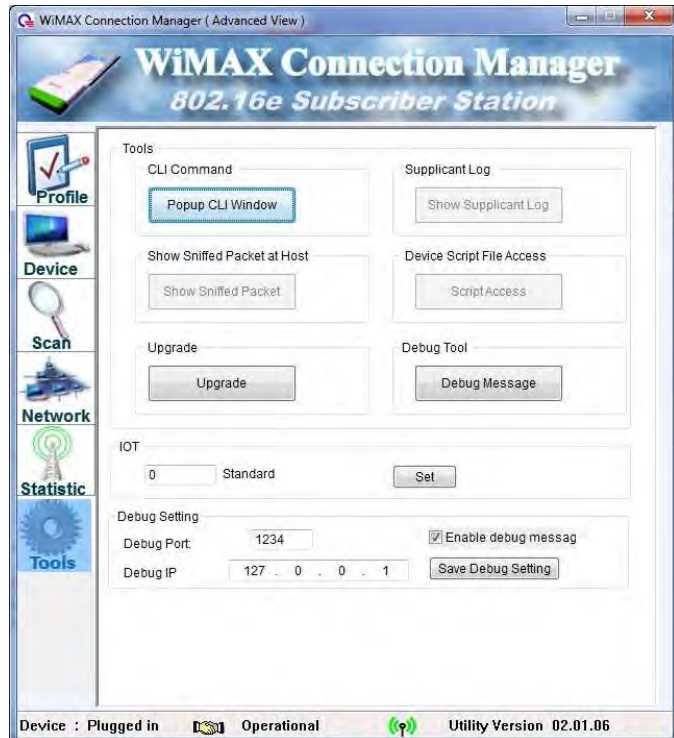 WiMAX Connection Manager ( Advanced View )
WiMAX Connection Manager
802.16e Subscriber Station
Profile
Device
Scan
Network
Statistic
Tools
Tools
CLI Command
Popup CLI Window
Supplicant Log
Show Supplicant Log
Show Sniffed Packet at Host
Show Sniffed Packet
Device Script File Access
Script Access
Upgrade
Upgrade
Debug Tool
Debug Message
IOT
0 Standard Set
Debug Setting
Debug Port: 1234 Enable debug messag
Debug IP 127 . 0 . 0 . 1 Save Debug Setting
Device : Plugged in Operational Utility Version 02.01.06